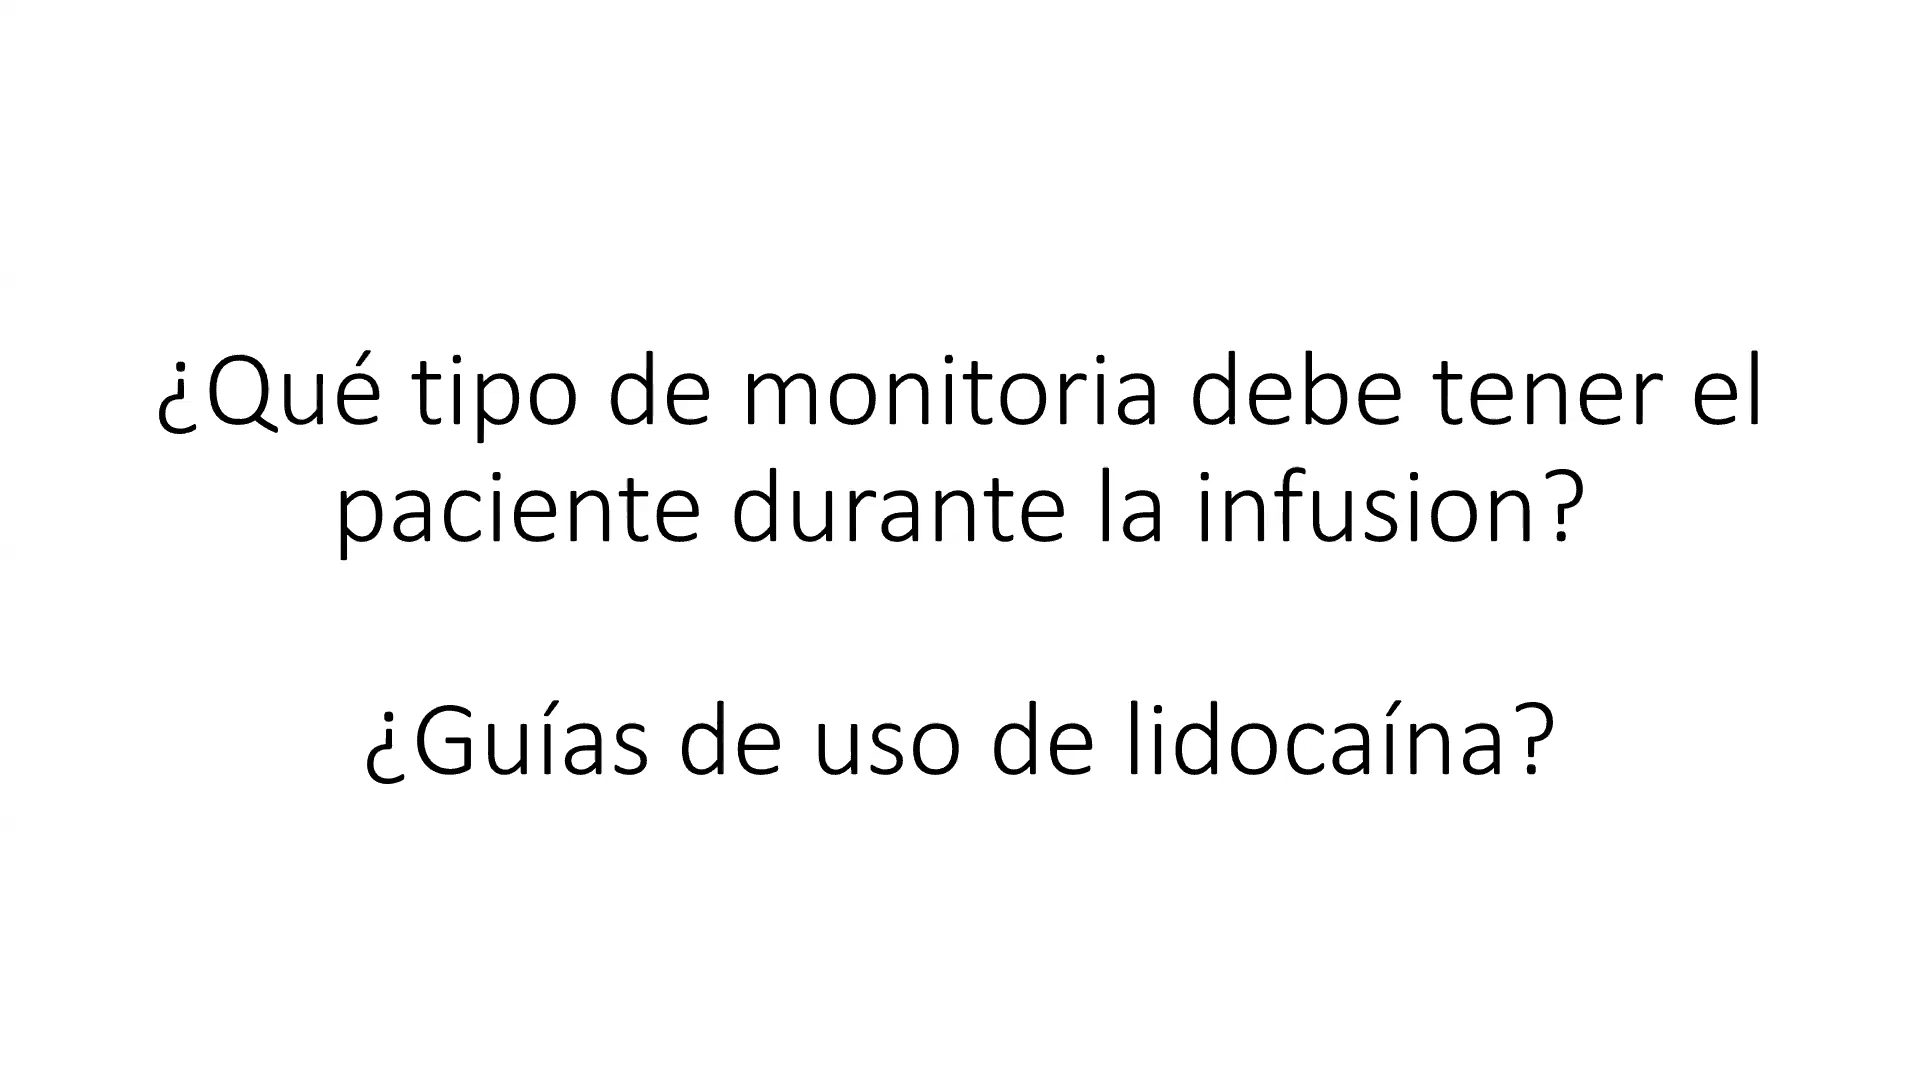 ¿Qué tipo de monitoria debe tener el
paciente durante la infusion?
¿Guías de uso de lidocaína?